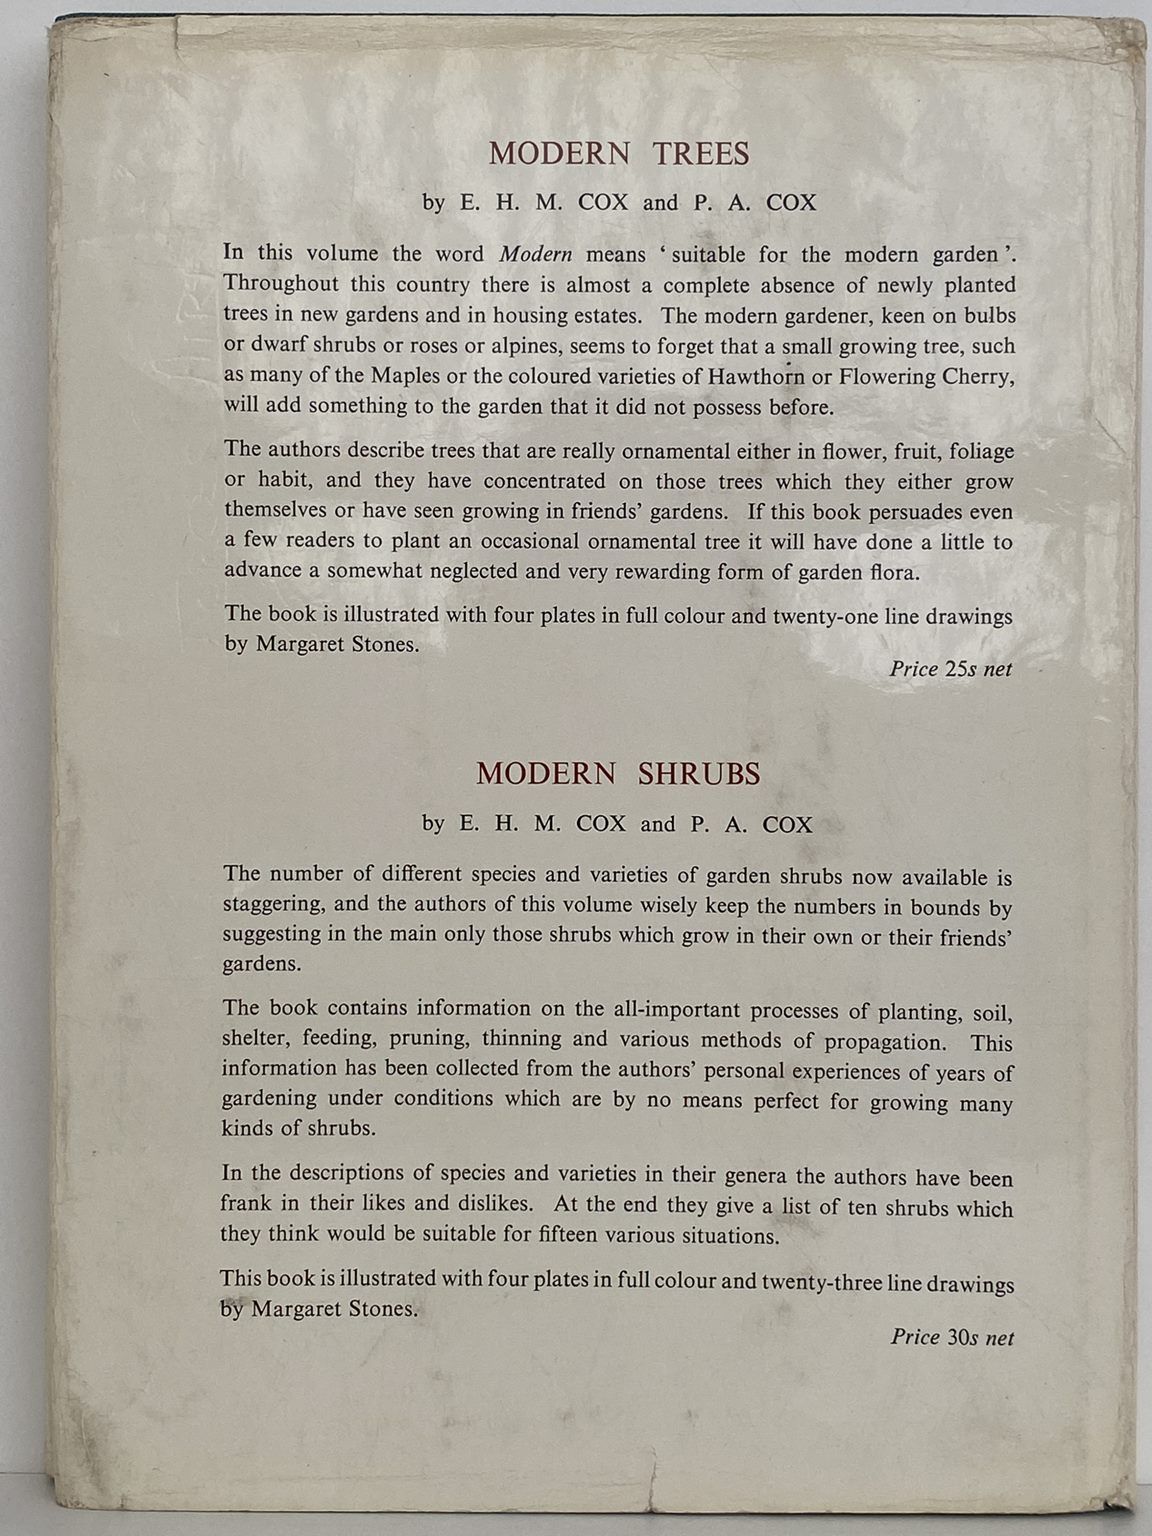 MODERN TREES
by E. H. M. COX and P. A. COX
In this volume the word Modern means ‘ suitable for the modern garden ’.
Throughout this country there is almost a complete absence of newly planted
trees in new gardens and in housing estates. The modern gardener, keen on bulbs
or dwarf shrubs or roses or alpines, seems to forget that a small growing tree, such
as many of the Maples or the coloured varieties of Hawthorn or Flowering Cherry,
will add something to the garden that it did not possess before.
The authors describe trees that are really ornamental either in flower, fruit, foliage
or habit, and they have concentrated on those trees which they either grow
themselves or have seen growing in friends’ gardens. If this book persuades even
a few readers to plant an occasional ornamental tree it will have done a little to
advance a somewhat neglected and very rewarding form of garden flora.
The book is illustrated with four plates in full colour and twenty-one line drawings
by Margaret Stones.
Price 25s net
MODERN SHRUBS
by E. H. M. COX and P. A. COX
The number of different species and varieties of garden shrubs now available is
staggering, and the authors of this volume wisely keep the numbers in bounds by
suggesting in the main only those shrubs which grow in their own or their friends’
gardens.
The book contains information on the all-important processes of planting, soil,
shelter, feeding, pruning, thinning and various methods of propagation. This
information has been collected from the authors’ personal experiences of years of
gardening under conditions which are by no means perfect for growing many
kinds of shrubs.
In the descriptions of species and varieties in their genera the authors have been
frank in their likes and dislikes. At the end they give a list of ten shrubs which
they think would be suitable for fifteen various situations.
This book is illustrated with four plates in full colour and twenty-three line drawings
by Margaret Stones.
Price 30s net